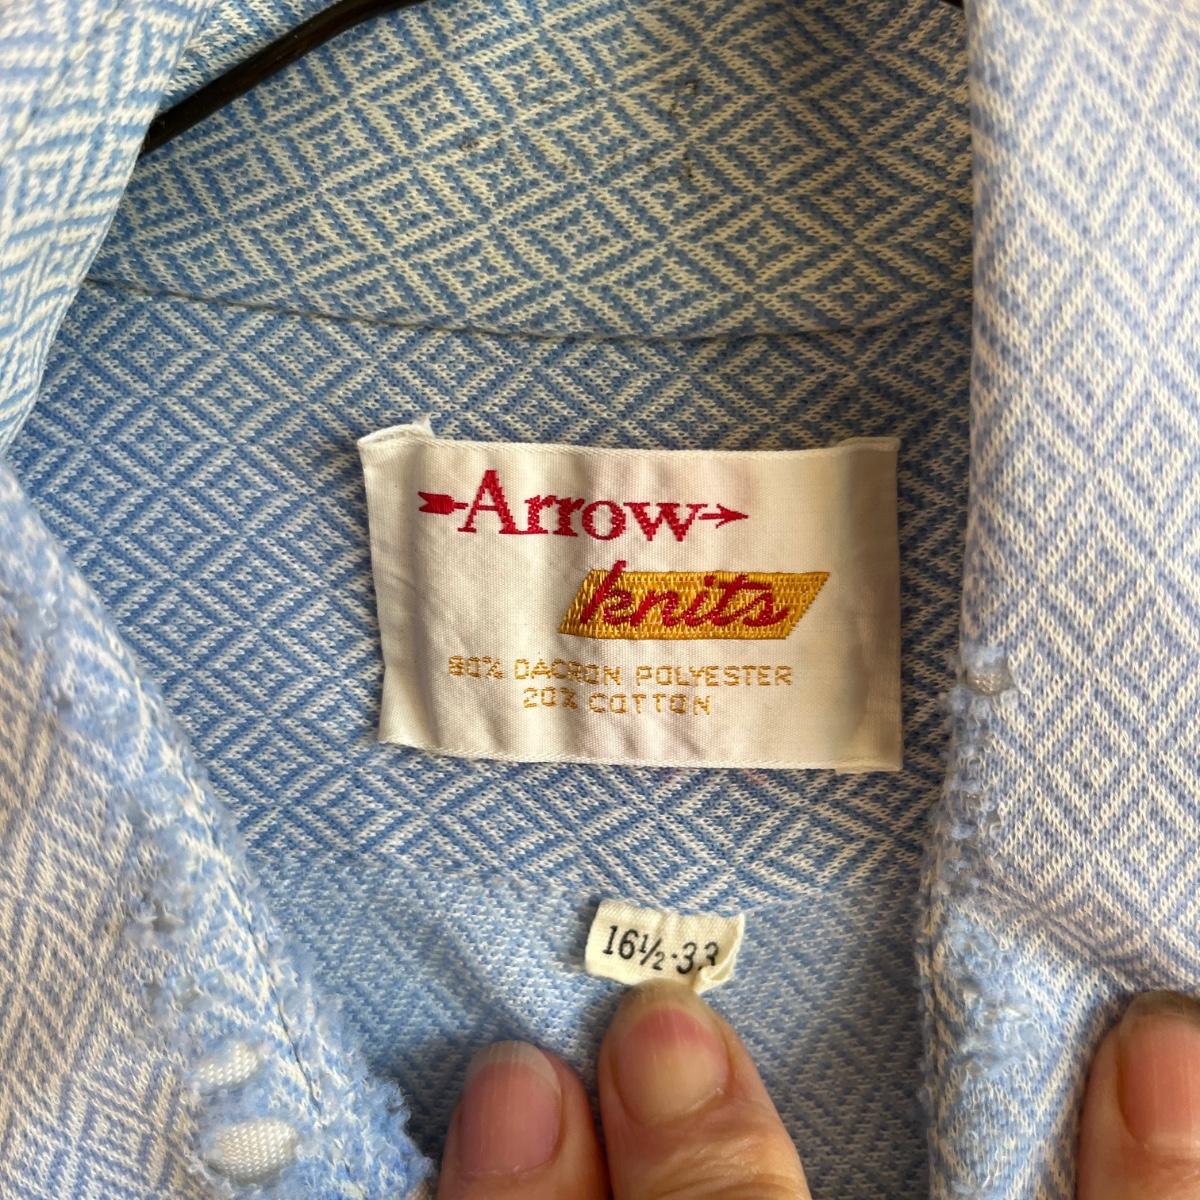 Arrow
knits
80% DACRON POLYESTER
20% COTTON
16½-33